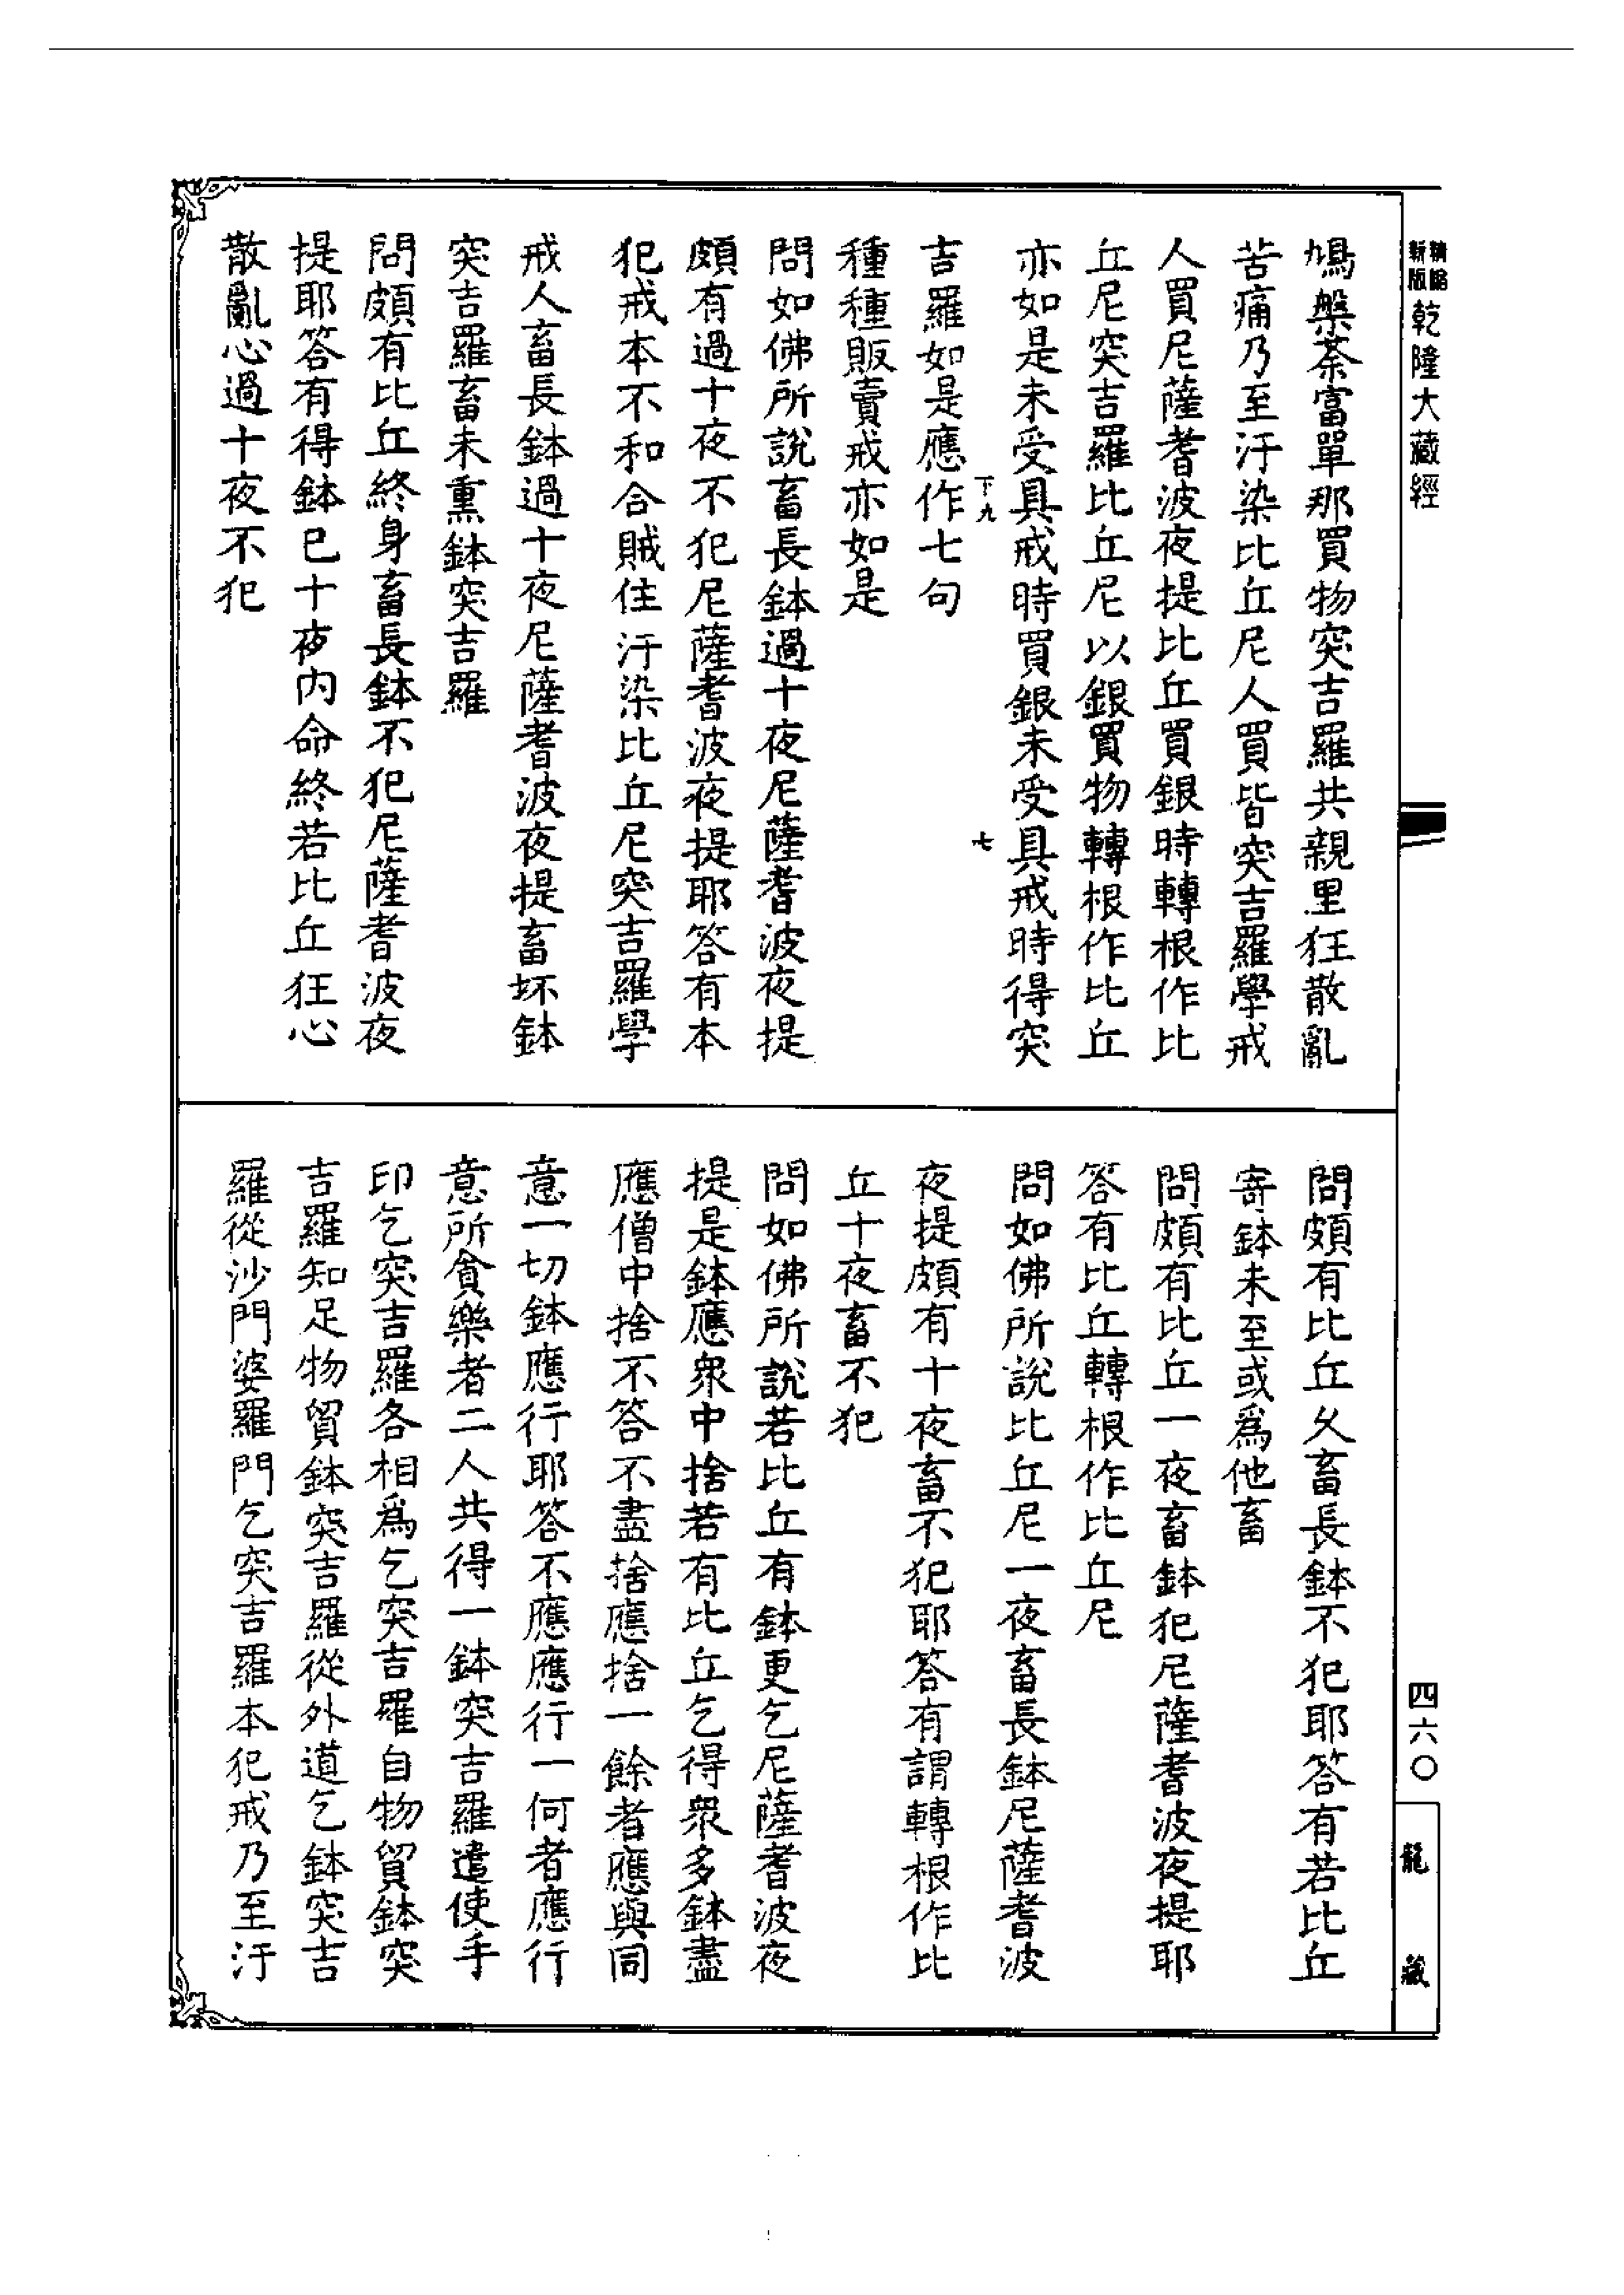 新版
精縮
乾隆大藏經
四六〇
龍藏
鳩槃荼富單那買物突吉羅共親里狂散亂
苦痛乃至汙染比丘尼人買皆突吉羅學戒
人買尼薩耆波夜提比丘買銀時轉根作比
丘尼突吉羅比丘尼以銀買物轉根作比丘
亦如是未受具戒時買銀未受具戒時得突
下九
七
吉羅如是應作七句
種種販賣戒亦如是
問如佛所說畜長鉢過十夜尼薩耆波夜提
頗有過十夜不犯尼薩耆波夜提耶答有本
犯戒本不和合賊住汙染比丘尼突吉羅學
戒人畜長鉢過十夜尼薩耆波夜提畜坏鉢
突吉羅畜未熏鉢突吉羅
問頗有比丘終身畜長鉢不犯尼薩耆波夜
提耶答有得鉢已十夜內命終若比丘狂心
散亂心過十夜不犯
問頗有比丘久畜長鉢不犯耶答有若比丘
寄鉢未至或爲他畜
問頗有比丘一夜畜鉢犯尼薩耆波夜提耶
答有比丘轉根作比丘尼
問如佛所說比丘尼一夜畜長鉢尼薩耆波
夜提頗有十夜畜不犯耶答有謂轉根作比
丘十夜畜不犯
問如佛所說若比丘有鉢更乞尼薩耆波夜
提是鉢應衆中捨若有比丘乞得衆多鉢盡
應僧中捨不答不盡捨應捨一餘者應與同
意一切鉢應行耶答不應應行一何者應行
意所貪樂者二人共得一鉢突吉羅遣使手
印乞突吉羅各相爲乞突吉羅自物貿鉢突
吉羅知足物貿鉢突吉羅從外道乞鉢突吉
羅從沙門婆羅門乞突吉羅本犯戒乃至汙